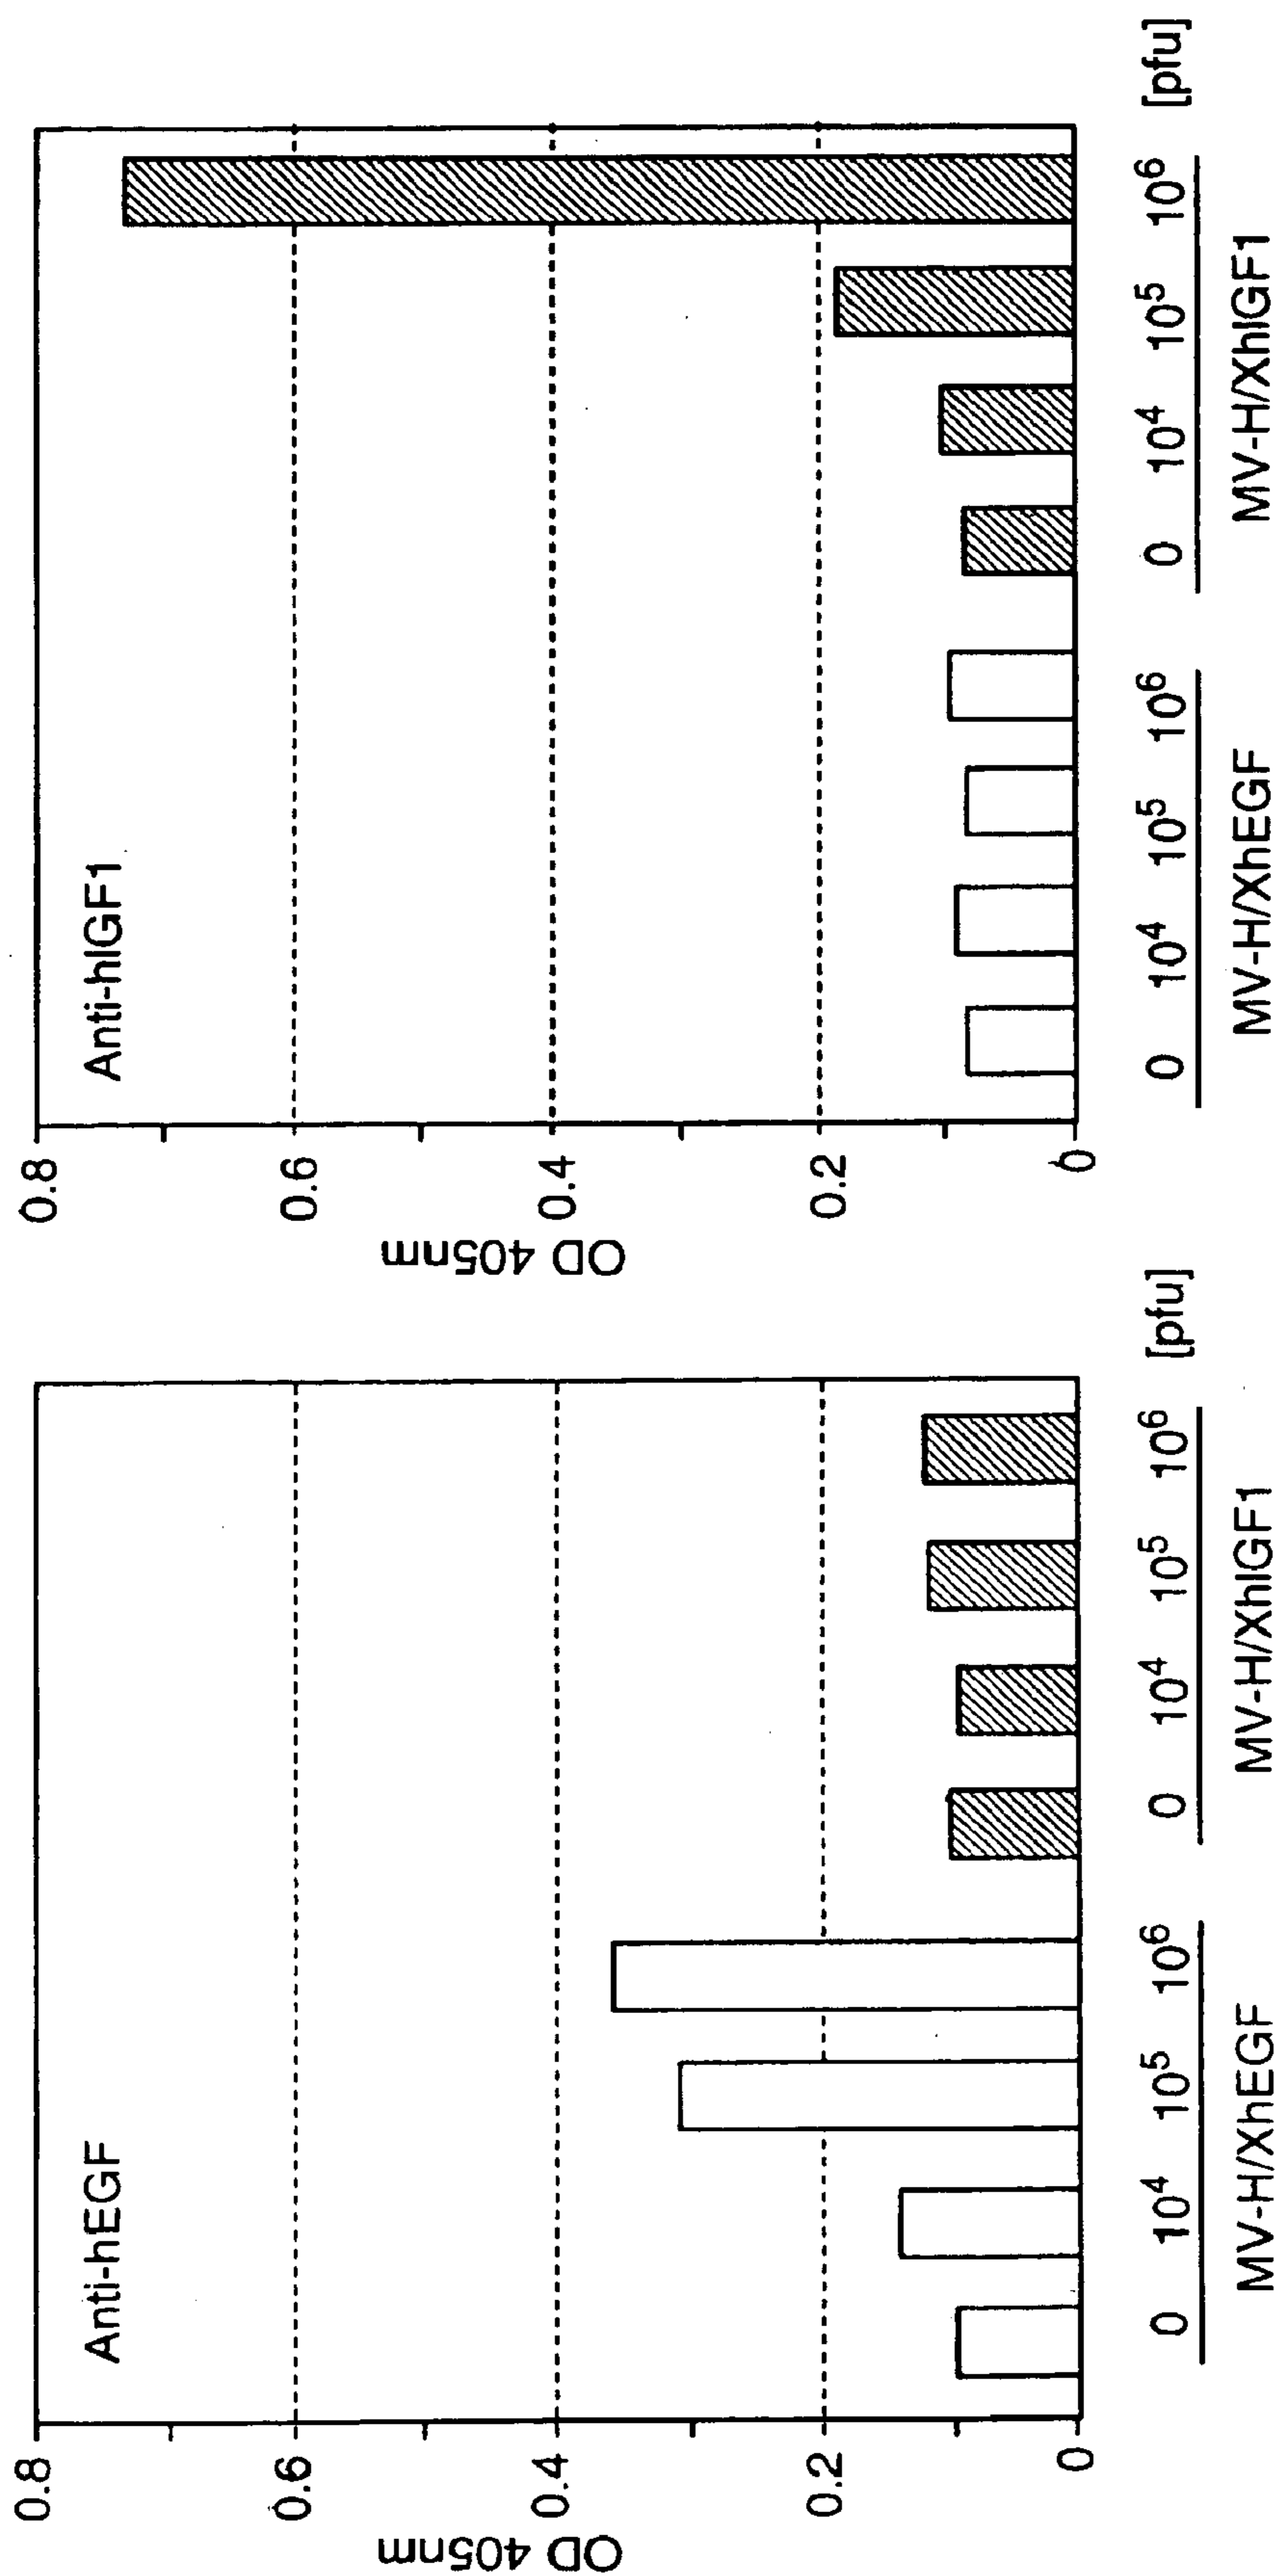 Anti-hEGF
OD 405nm
0.8
0.6
0.4
0.2
0
0 10⁴ 10⁵ 10⁶ 0 10⁴ 10⁵ 10⁶ [pfu]
MV-H/XhEGF MV-H/XhIGF1
Anti-hIGF1
OD 405nm
0.8
0.6
0.4
0.2
0
0 10⁴ 10⁵ 10⁶ 0 10⁴ 10⁵ 10⁶ [pfu]
MV-H/XhEGF MV-H/XhIGF1